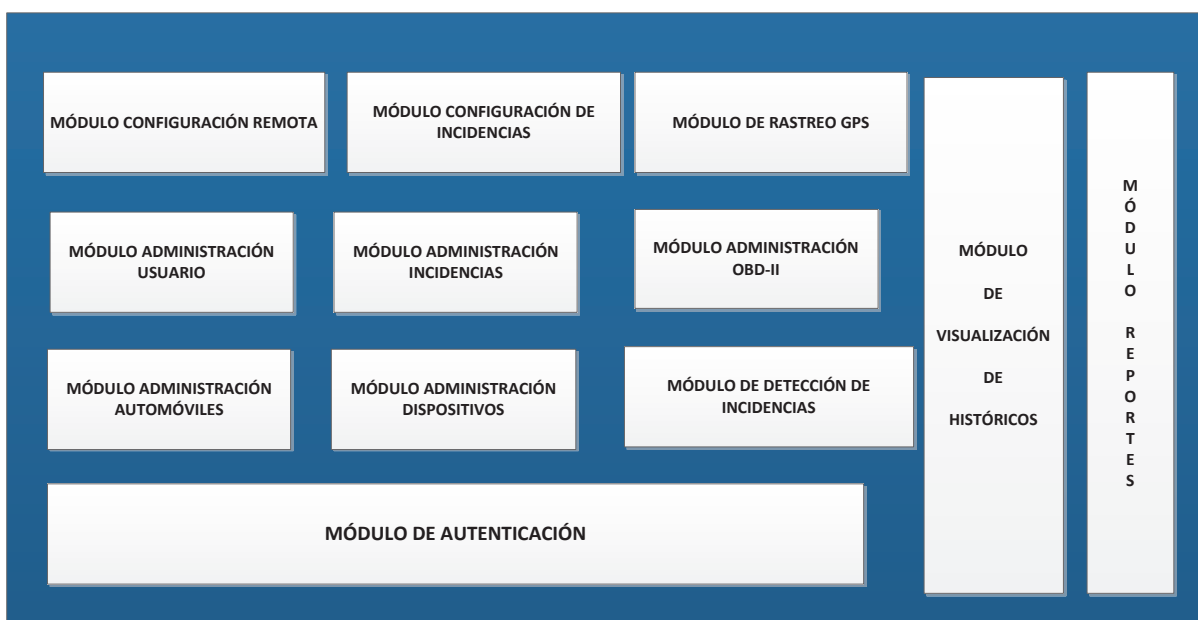 MÓDULO CONFIGURACIÓN REMOTA
MÓDULO CONFIGURACIÓN DE
INCIDENCIAS
MÓDULO DE RASTREO GPS
MÓDULO ADMINISTRACIÓN
USUARIO
MÓDULO ADMINISTRACIÓN
INCIDENCIAS
MÓDULO ADMINISTRACIÓN
OBD-II
MÓDULO ADMINISTRACIÓN
AUTOMÓVILES
MÓDULO ADMINISTRACIÓN
DISPOSITIVOS
MÓDULO DE DETECCIÓN DE
INCIDENCIAS
MÓDULO DE AUTENTICACIÓN
MÓDULO
DE
VISUALIZACIÓN
DE
HISTÓRICOS
M
Ó
D
U
L
O
R
E
P
O
R
T
E
S